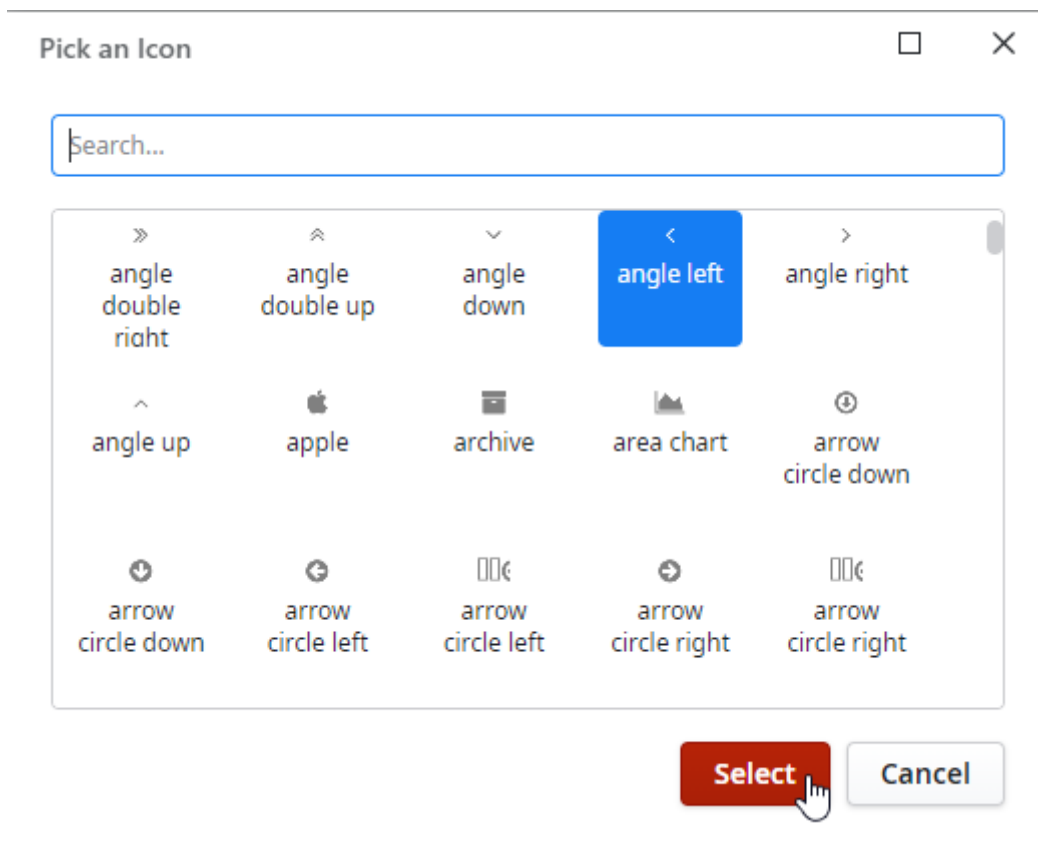 Pick an Icon
Search...
angle double right
angle double up
angle down
angle left
angle right
angle up
apple
archive
area chart
arrow circle down
arrow circle down
arrow circle left
arrow circle left
arrow circle right
arrow circle right
Select
Cancel